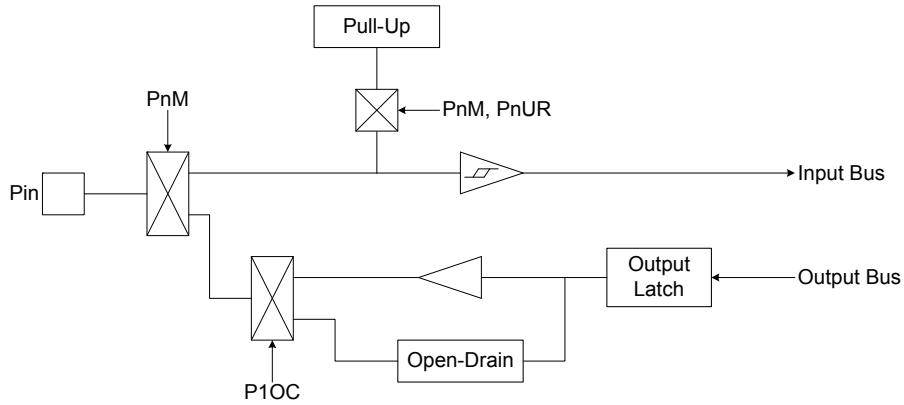 Pull-Up
PnM
PnM, PnUR
Pin
Input Bus
Output
Latch
Output Bus
Open-Drain
P1OC